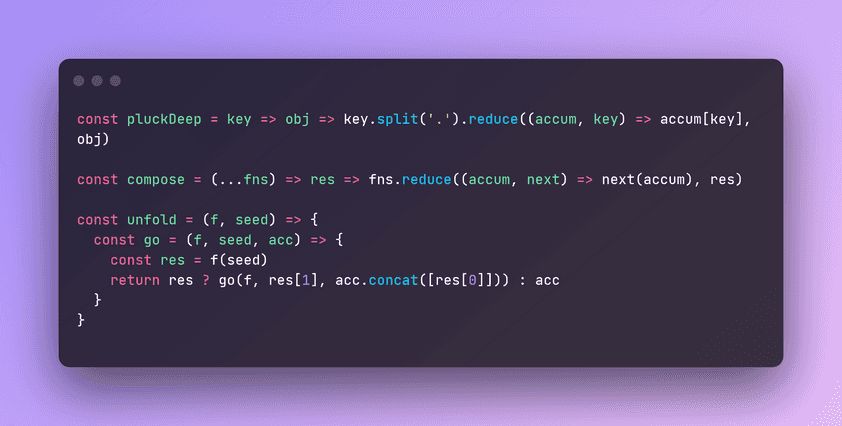 const pluckDeep = key => obj => key.split('.').reduce((accum, key) => accum[key],
obj)

const compose = (...fns) => res => fns.reduce((accum, next) => next(accum), res)

const unfold = (f, seed) => {
  const go = (f, seed, acc) => {
    const res = f(seed)
    return res ? go(f, res[1], acc.concat([res[0]])) : acc
  }
}